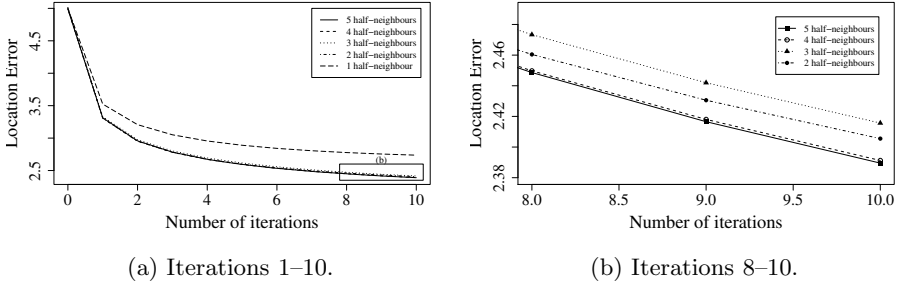 Location Error
4.5
3.5
2.5
5 half−neighbours
4 half−neighbours
3 half−neighbours
2 half−neighbours
1 half−neighbour
(b)
0 2 4 6 8 10
Number of iterations
(a) Iterations 1–10.
Location Error
2.46
2.42
2.38
5 half−neighbours
4 half−neighbours
3 half−neighbours
2 half−neighbours
8.0 8.5 9.0 9.5 10.0
Number of iterations
(b) Iterations 8–10.